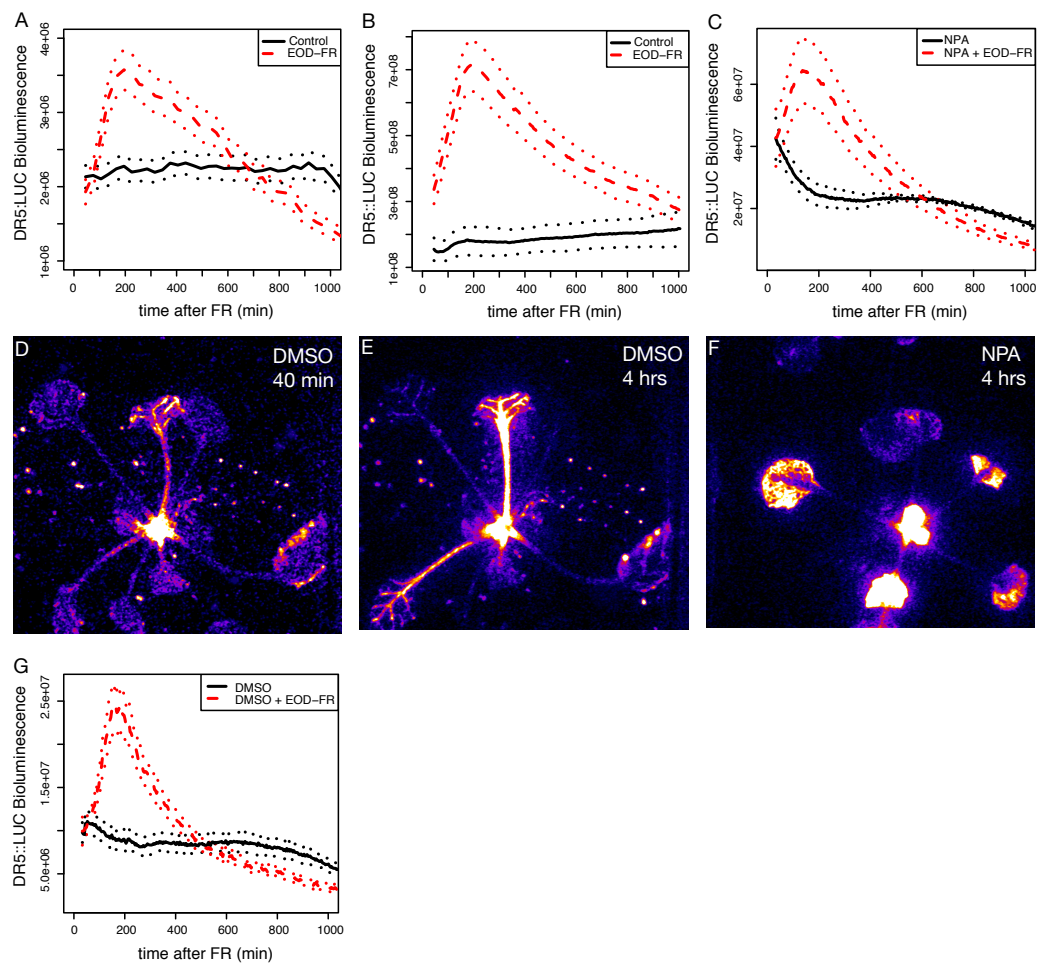 A
DR5:LUC Bioluminescence
1e+06 2e+06 3e+06 4e+06
Control
EOD−FR
0 200 400 600 800 1000
time after FR (min)
B
DR5::LUC Bioluminescence
1e+08 3e+08 5e+08 7e+08
Control
EOD−FR
0 200 400 600 800 1000
time after FR (min)
C
DR5::LUC Bioluminescence
2e+07 4e+07 6e+07
NPA
NPA + EOD−FR
0 200 400 600 800 1000
time after FR (min)
D
DMSO
40 min
E
DMSO
4 hrs
F
NPA
4 hrs
G
DR5::LUC Bioluminescence
5.0e+06 1.5e+07 2.5e+07
DMSO
DMSO + EOD−FR
0 200 400 600 800 1000
time after FR (min)